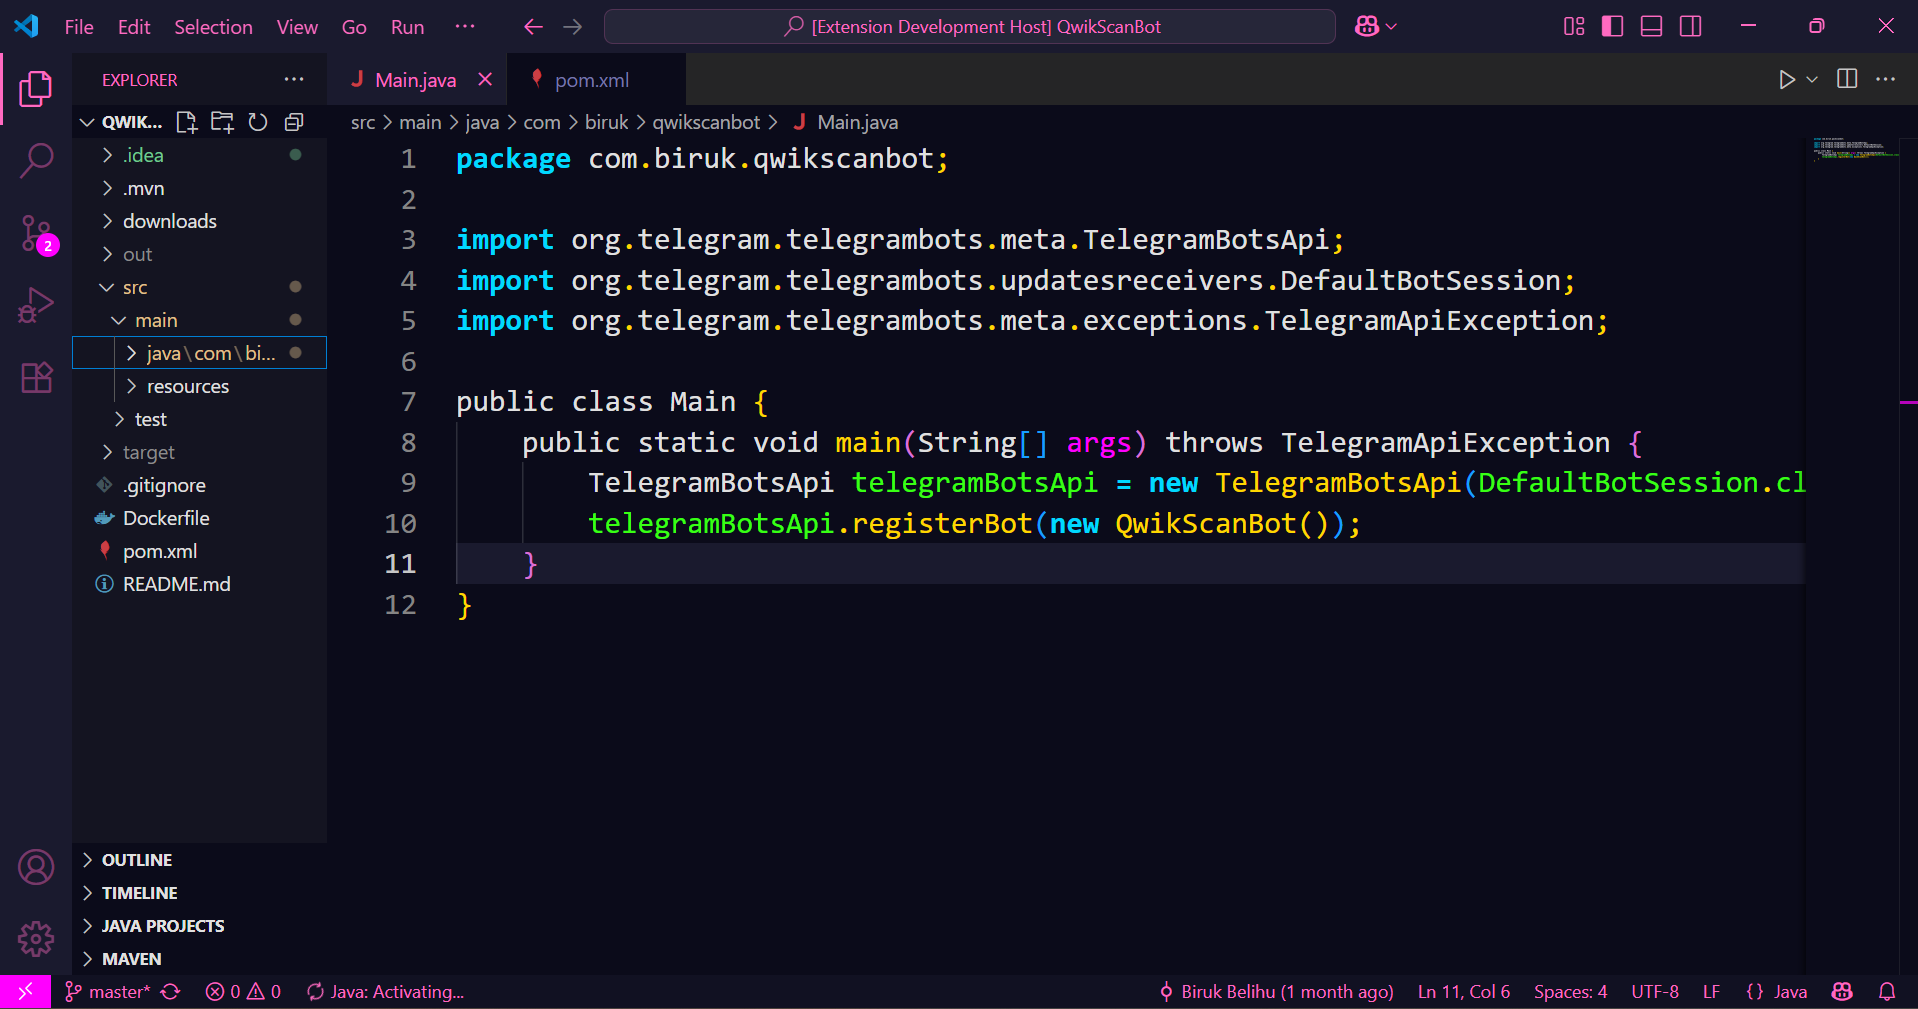 File Edit Selection View Go Run ··· [Extension Development Host] QwikScanBot
EXPLORER ···
Main.java
pom.xml
QWIK...
src > main > java > com > biruk > qwikscanbot > Main.java
.idea
.mvn
downloads
out
src
main
java\com\bi...
resources
test
target
.gitignore
Dockerfile
pom.xml
README.md
1 package com.biruk.qwikscanbot;
2
3 import org.telegram.telegrambots.meta.TelegramBotsApi;
4 import org.telegram.telegrambots.updatesreceivers.DefaultBotSession;
5 import org.telegram.telegrambots.meta.exceptions.TelegramApiException;
6
7 public class Main {
8 public static void main(String[] args) throws TelegramApiException {
9 TelegramBotsApi telegramBotsApi = new TelegramBotsApi(DefaultBotSession.cl
10 telegramBotsApi.registerBot(new QwikScanBot());
11 }
12 }
2
OUTLINE
TIMELINE
JAVA PROJECTS
MAVEN
master* 0 0 Java: Activating... Biruk Belihu (1 month ago) Ln 11, Col 6 Spaces: 4 UTF-8 LF {} Java